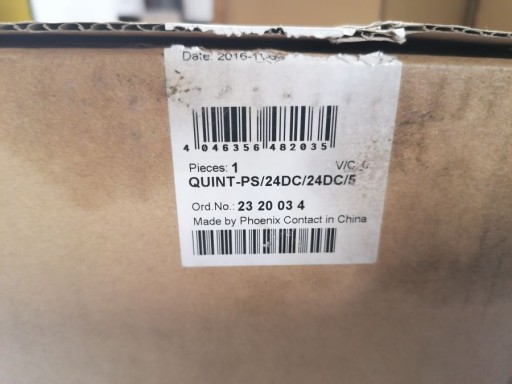 Date: 2016-11-
4 046356 482035
Pieces: 1 V/C:
QUINT-PS/24DC/24DC/5
Ord.No.: 23 20 03 4
Made by Phoenix Contact in China